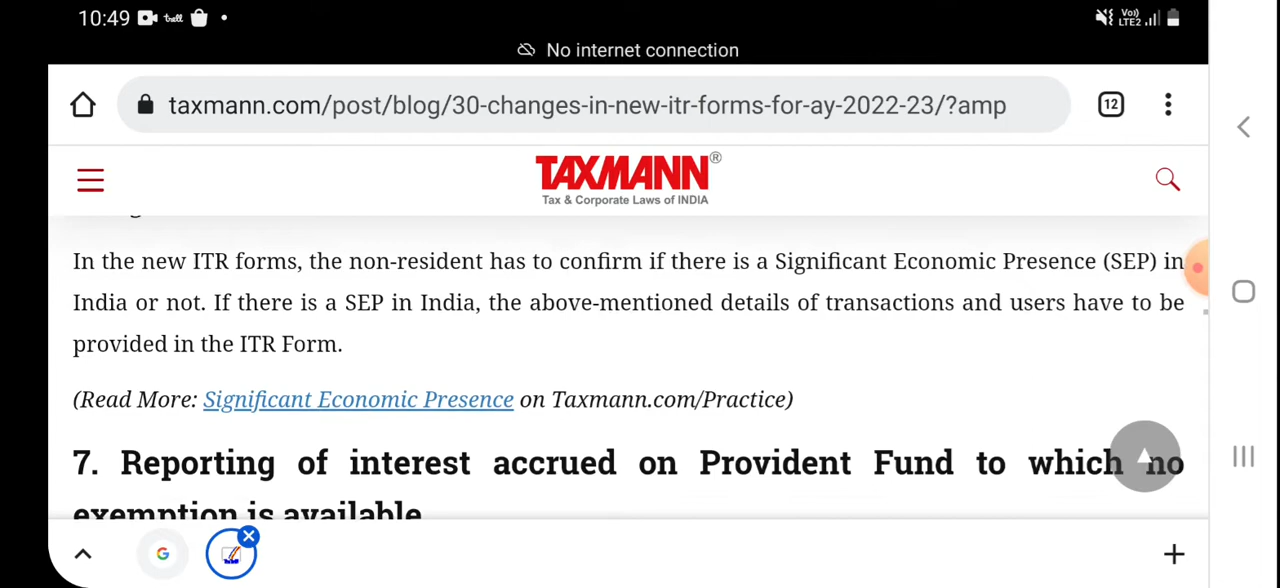 10:49 trell
Vo)) LTE2
No internet connection
taxmann.com/post/blog/30-changes-in-new-itr-forms-for-ay-2022-23/?amp
12
TAXMANN®
Tax & Corporate Laws of INDIA
In the new ITR forms, the non-resident has to confirm if there is a Significant Economic Presence (SEP) in
India or not. If there is a SEP in India, the above-mentioned details of transactions and users have to be
provided in the ITR Form.
(Read More: Significant Economic Presence on Taxmann.com/Practice)
7. Reporting of interest accrued on Provident Fund to which no
exemption is available
G